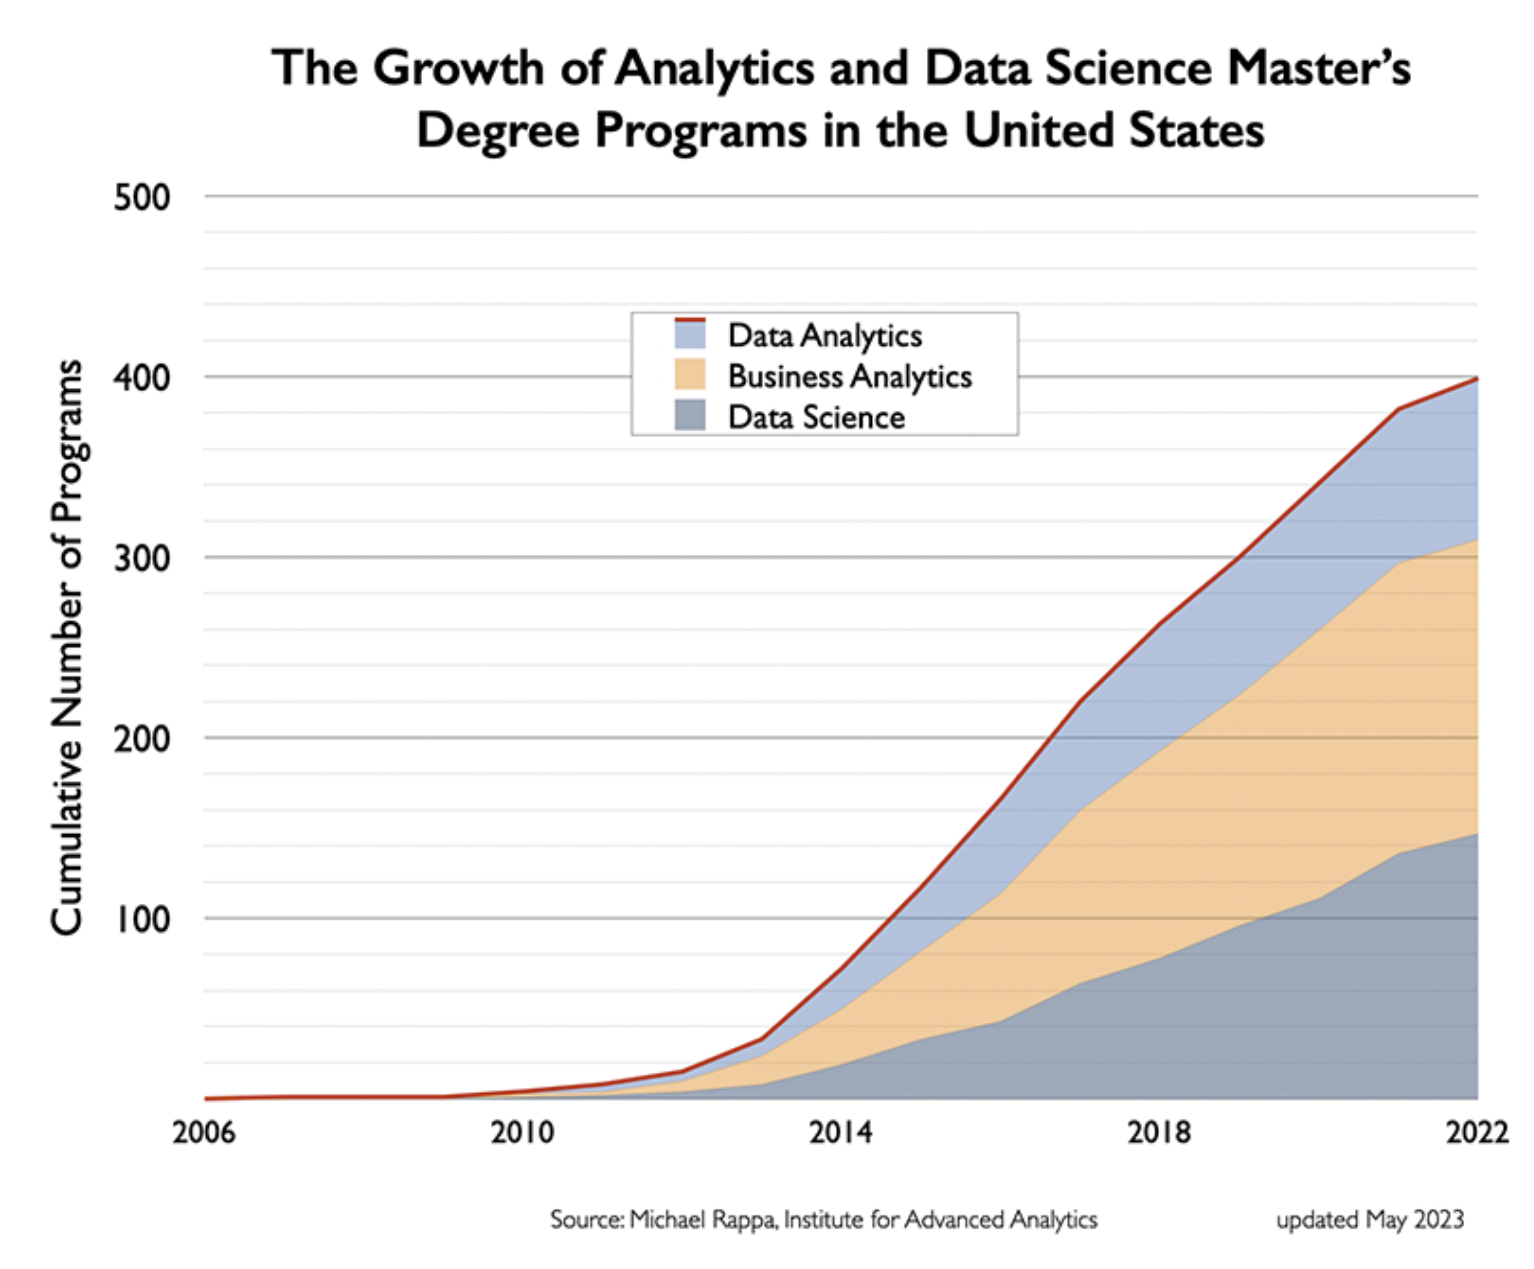 The Growth of Analytics and Data Science Master’s
Degree Programs in the United States
500
400
300
200
100
Cumulative Number of Programs
Data Analytics
Business Analytics
Data Science
2006 2010 2014 2018 2022
Source: Michael Rappa, Institute for Advanced Analytics updated May 2023